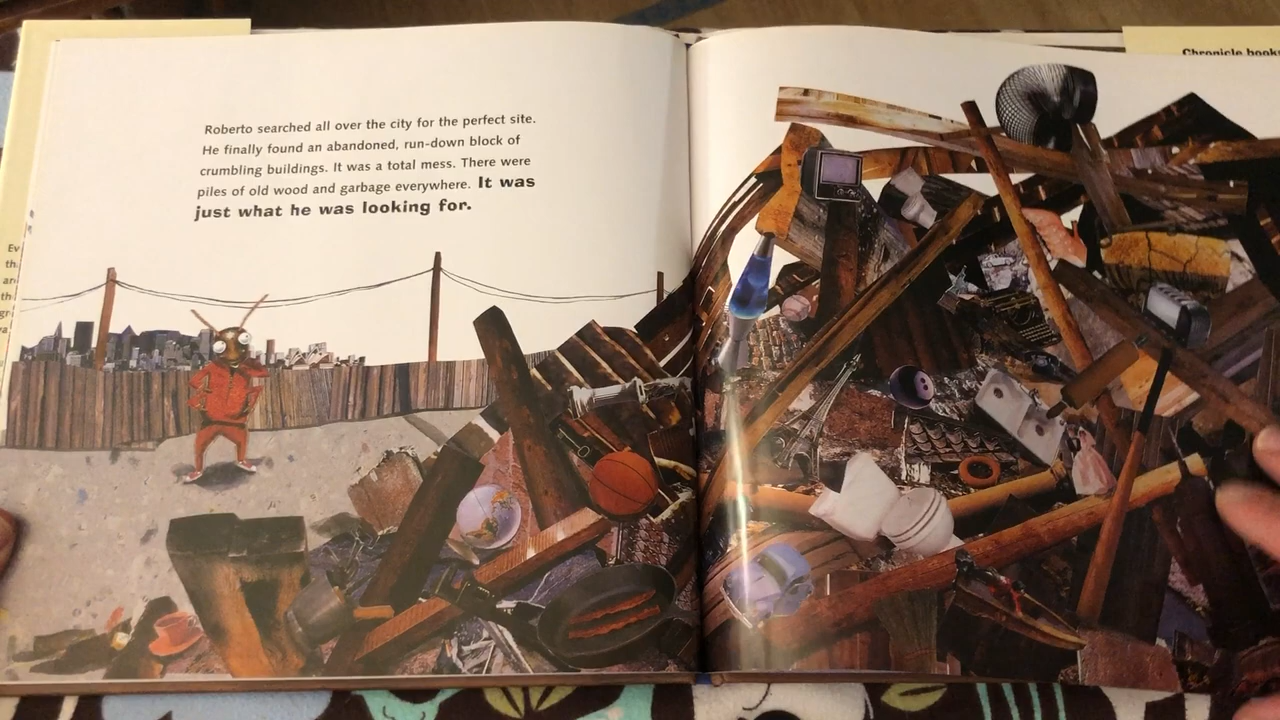 Roberto searched all over the city for the perfect site.
He finally found an abandoned, run-down block of
crumbling buildings. It was a total mess. There were
piles of old wood and garbage everywhere. It was
just what he was looking for.
Chronicle books